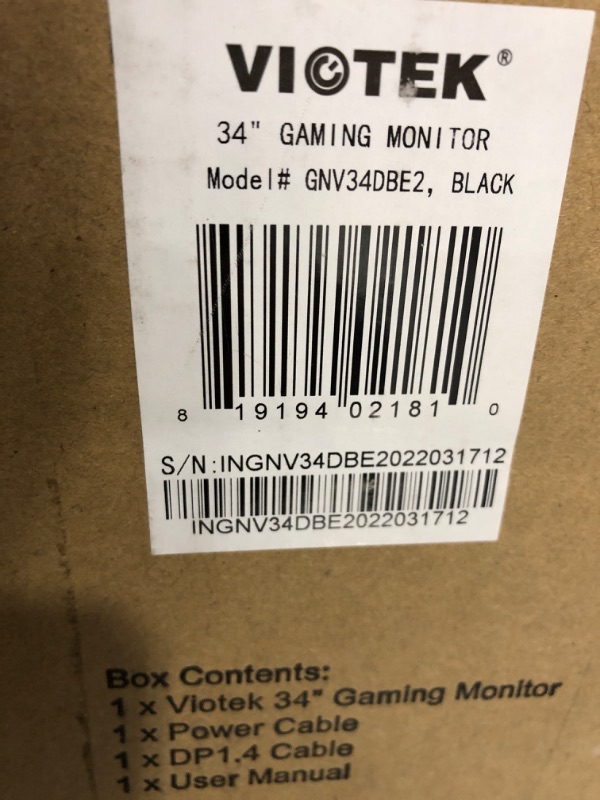 VIOTEK®
34" GAMING MONITOR
Model# GNV34DBE2, BLACK
8 19194 02181 0
S/N:INGNV34DBE2022031712
INGNV34DBE2022031712
Box Contents:
1 x Viotek 34" Gaming Monitor
1 x Power Cable
1 x DP1.4 Cable
1 x User Manual